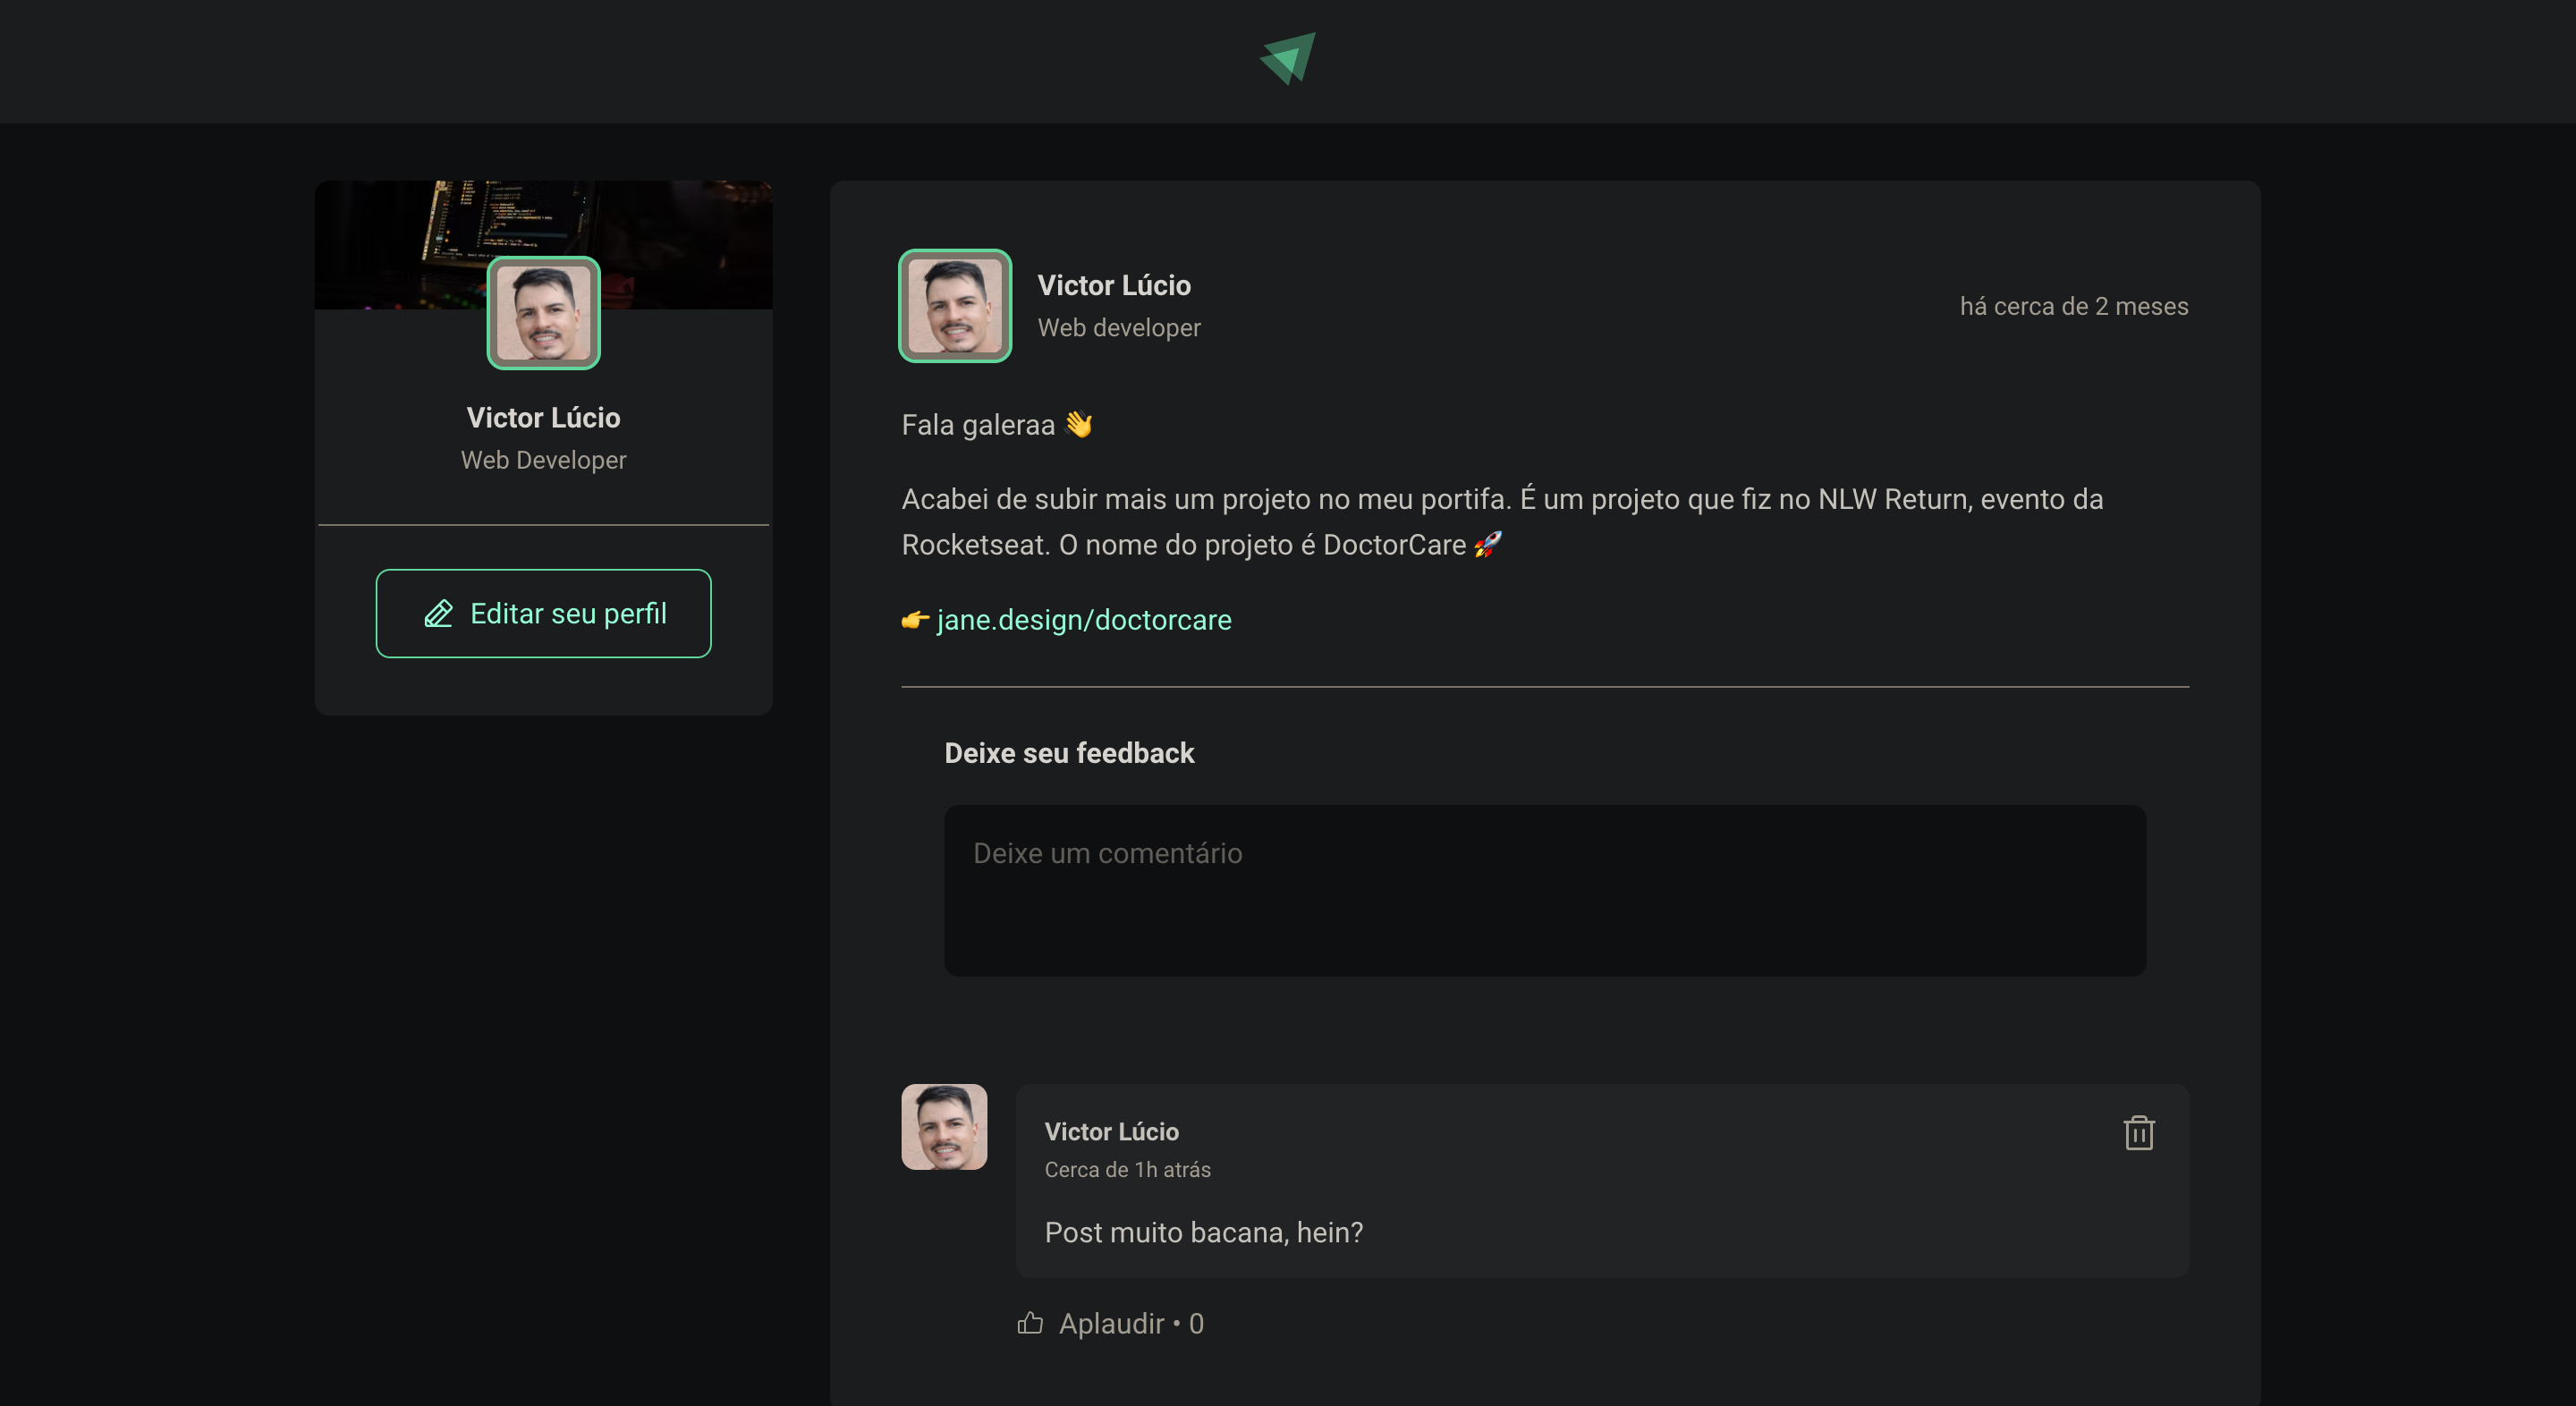 Victor Lúcio
Web Developer
Editar seu perfil
Victor Lúcio
Web developer
há cerca de 2 meses
Fala galeraa 👋
Acabei de subir mais um projeto no meu portifa. É um projeto que fiz no NLW Return, evento da
Rocketseat. O nome do projeto é DoctorCare 🚀
👉 jane.design/doctorcare
Deixe seu feedback
Deixe um comentário
Victor Lúcio
Cerca de 1h atrás
Post muito bacana, hein?
Aplaudir • 0